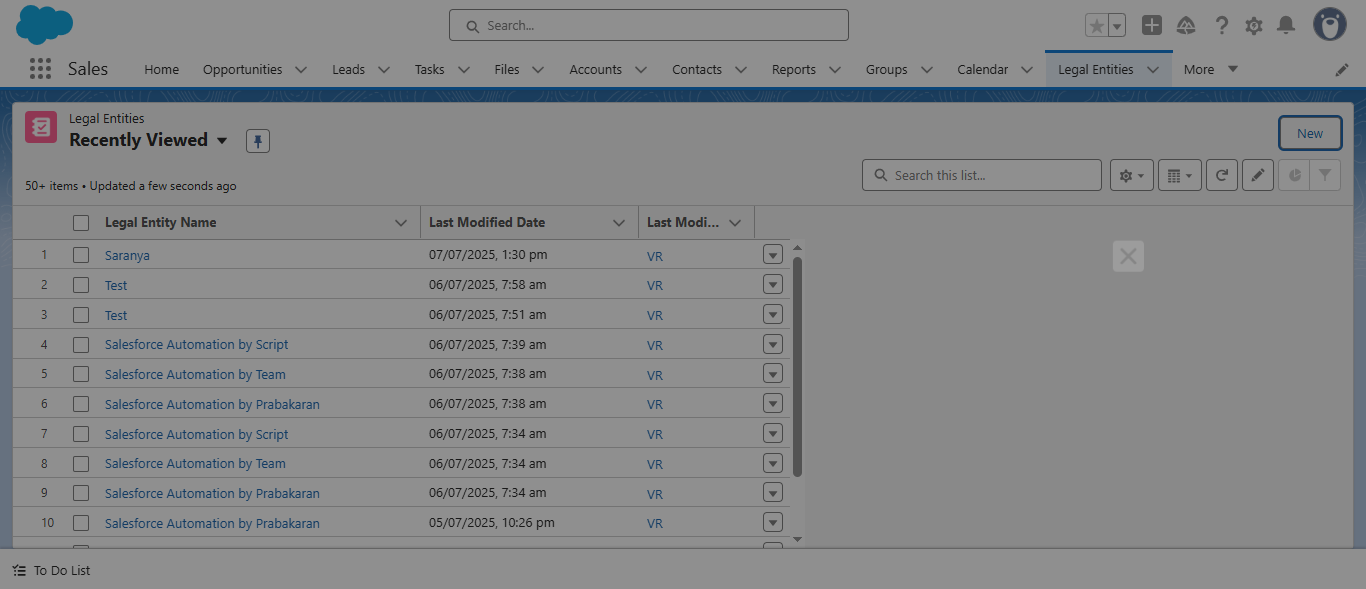 Search...
Sales
Home
Opportunities
Leads
Tasks
Files
Accounts
Contacts
Reports
Groups
Calendar
Legal Entities
More
Legal Entities
Recently Viewed
New
50+ items • Updated a few seconds ago
Search this list...
Legal Entity Name
Last Modified Date
Last Modi...
1 Saranya 07/07/2025, 1:30 pm VR
2 Test 06/07/2025, 7:58 am VR
3 Test 06/07/2025, 7:51 am VR
4 Salesforce Automation by Script 06/07/2025, 7:39 am VR
5 Salesforce Automation by Team 06/07/2025, 7:38 am VR
6 Salesforce Automation by Prabakaran 06/07/2025, 7:38 am VR
7 Salesforce Automation by Script 06/07/2025, 7:34 am VR
8 Salesforce Automation by Team 06/07/2025, 7:34 am VR
9 Salesforce Automation by Prabakaran 06/07/2025, 7:34 am VR
10 Salesforce Automation by Prabakaran 05/07/2025, 10:26 pm VR
To Do List